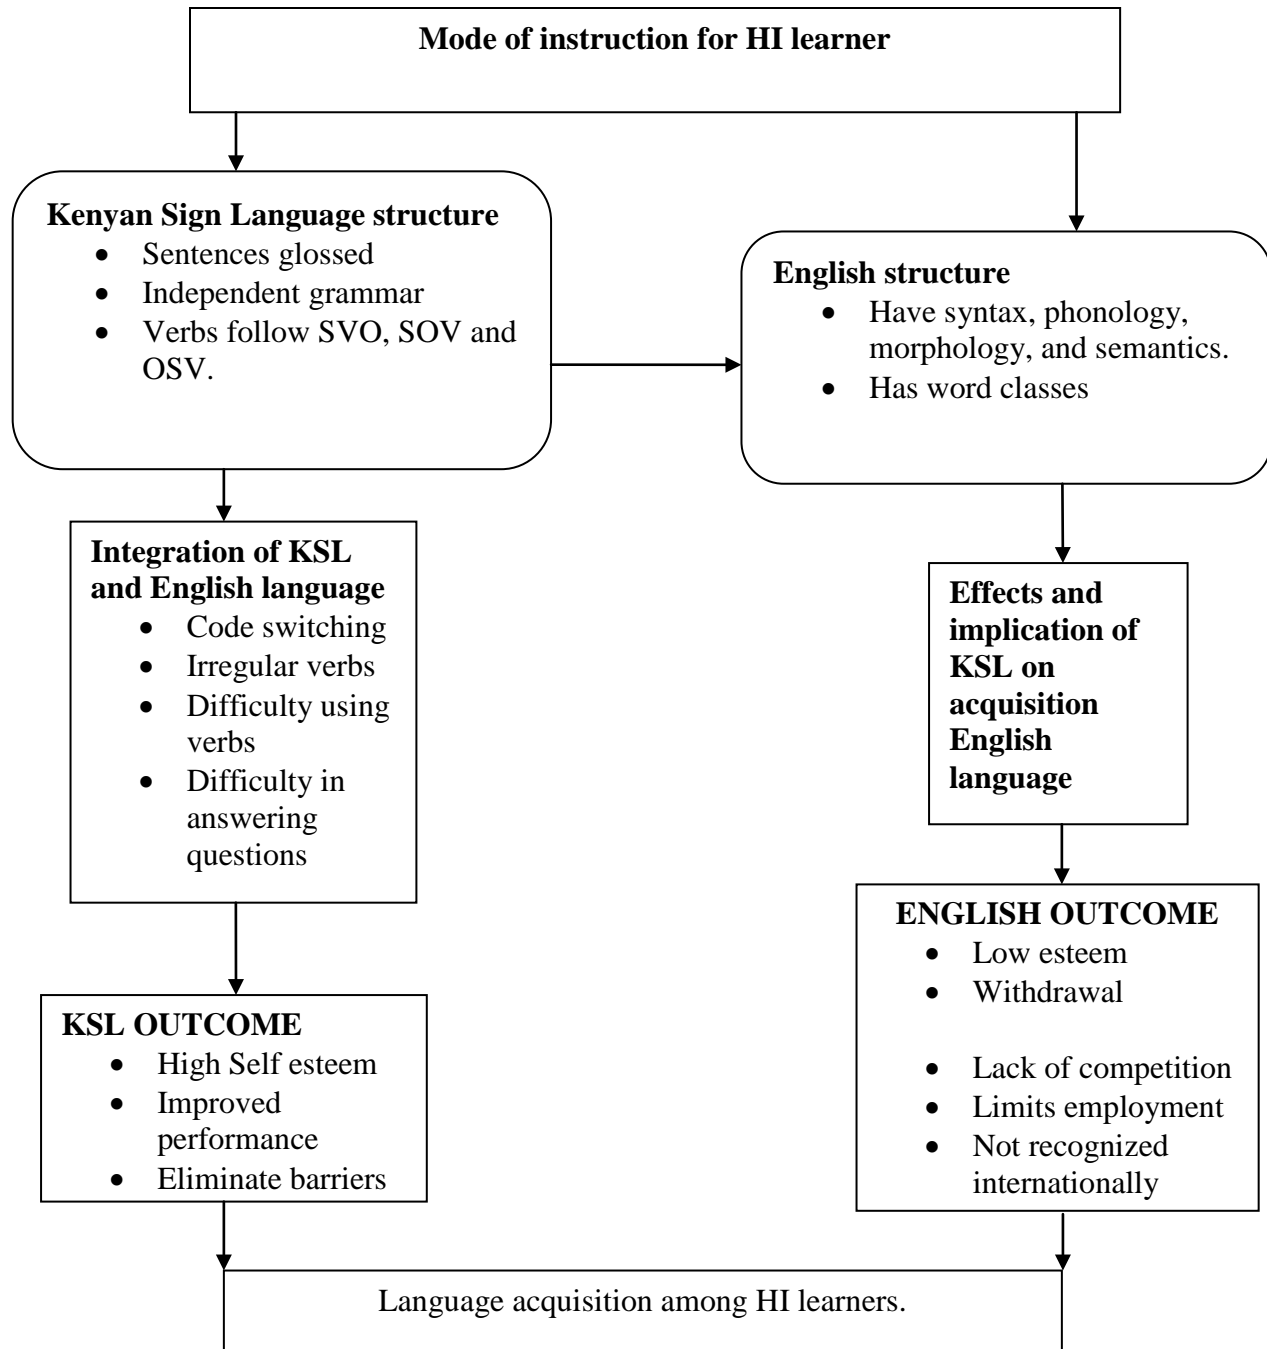 Mode of instruction for HI learner
Kenyan Sign Language structure
• Sentences glossed
• Independent grammar
• Verbs follow SVO, SOV and
OSV.
English structure
• Have syntax, phonology,
morphology, and semantics.
• Has word classes
Integration of KSL
and English language
• Code switching
• Irregular verbs
• Difficulty using
verbs
• Difficulty in
answering
questions
Effects and
implication of
KSL on
acquisition
English
language
KSL OUTCOME
• High Self esteem
• Improved
performance
• Eliminate barriers
ENGLISH OUTCOME
• Low esteem
• Withdrawal
• Lack of competition
• Limits employment
• Not recognized
internationally
Language acquisition among HI learners.